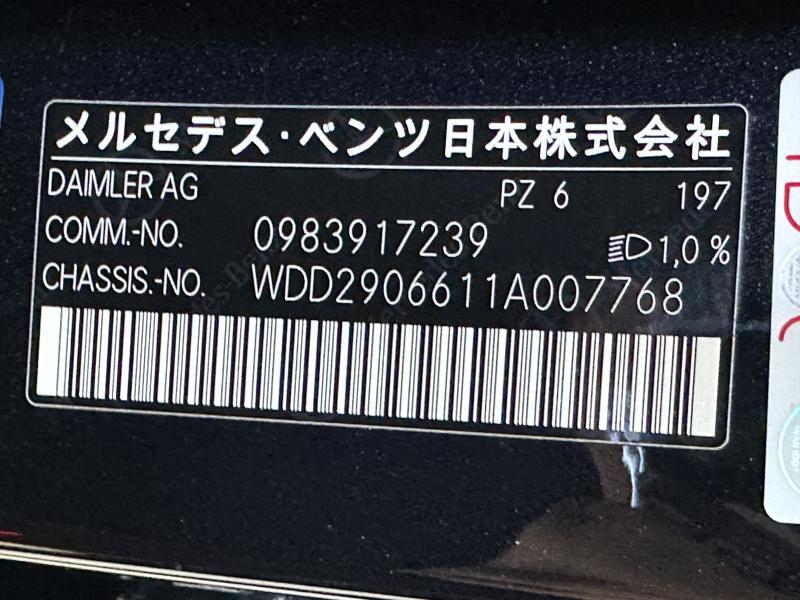 メルセデス・ベンツ日本株式会社
DAIMLER AG PZ 6 197
COMM.-NO. 0983917239 1,0 %
CHASSIS.-NO. WDD2906611A007768